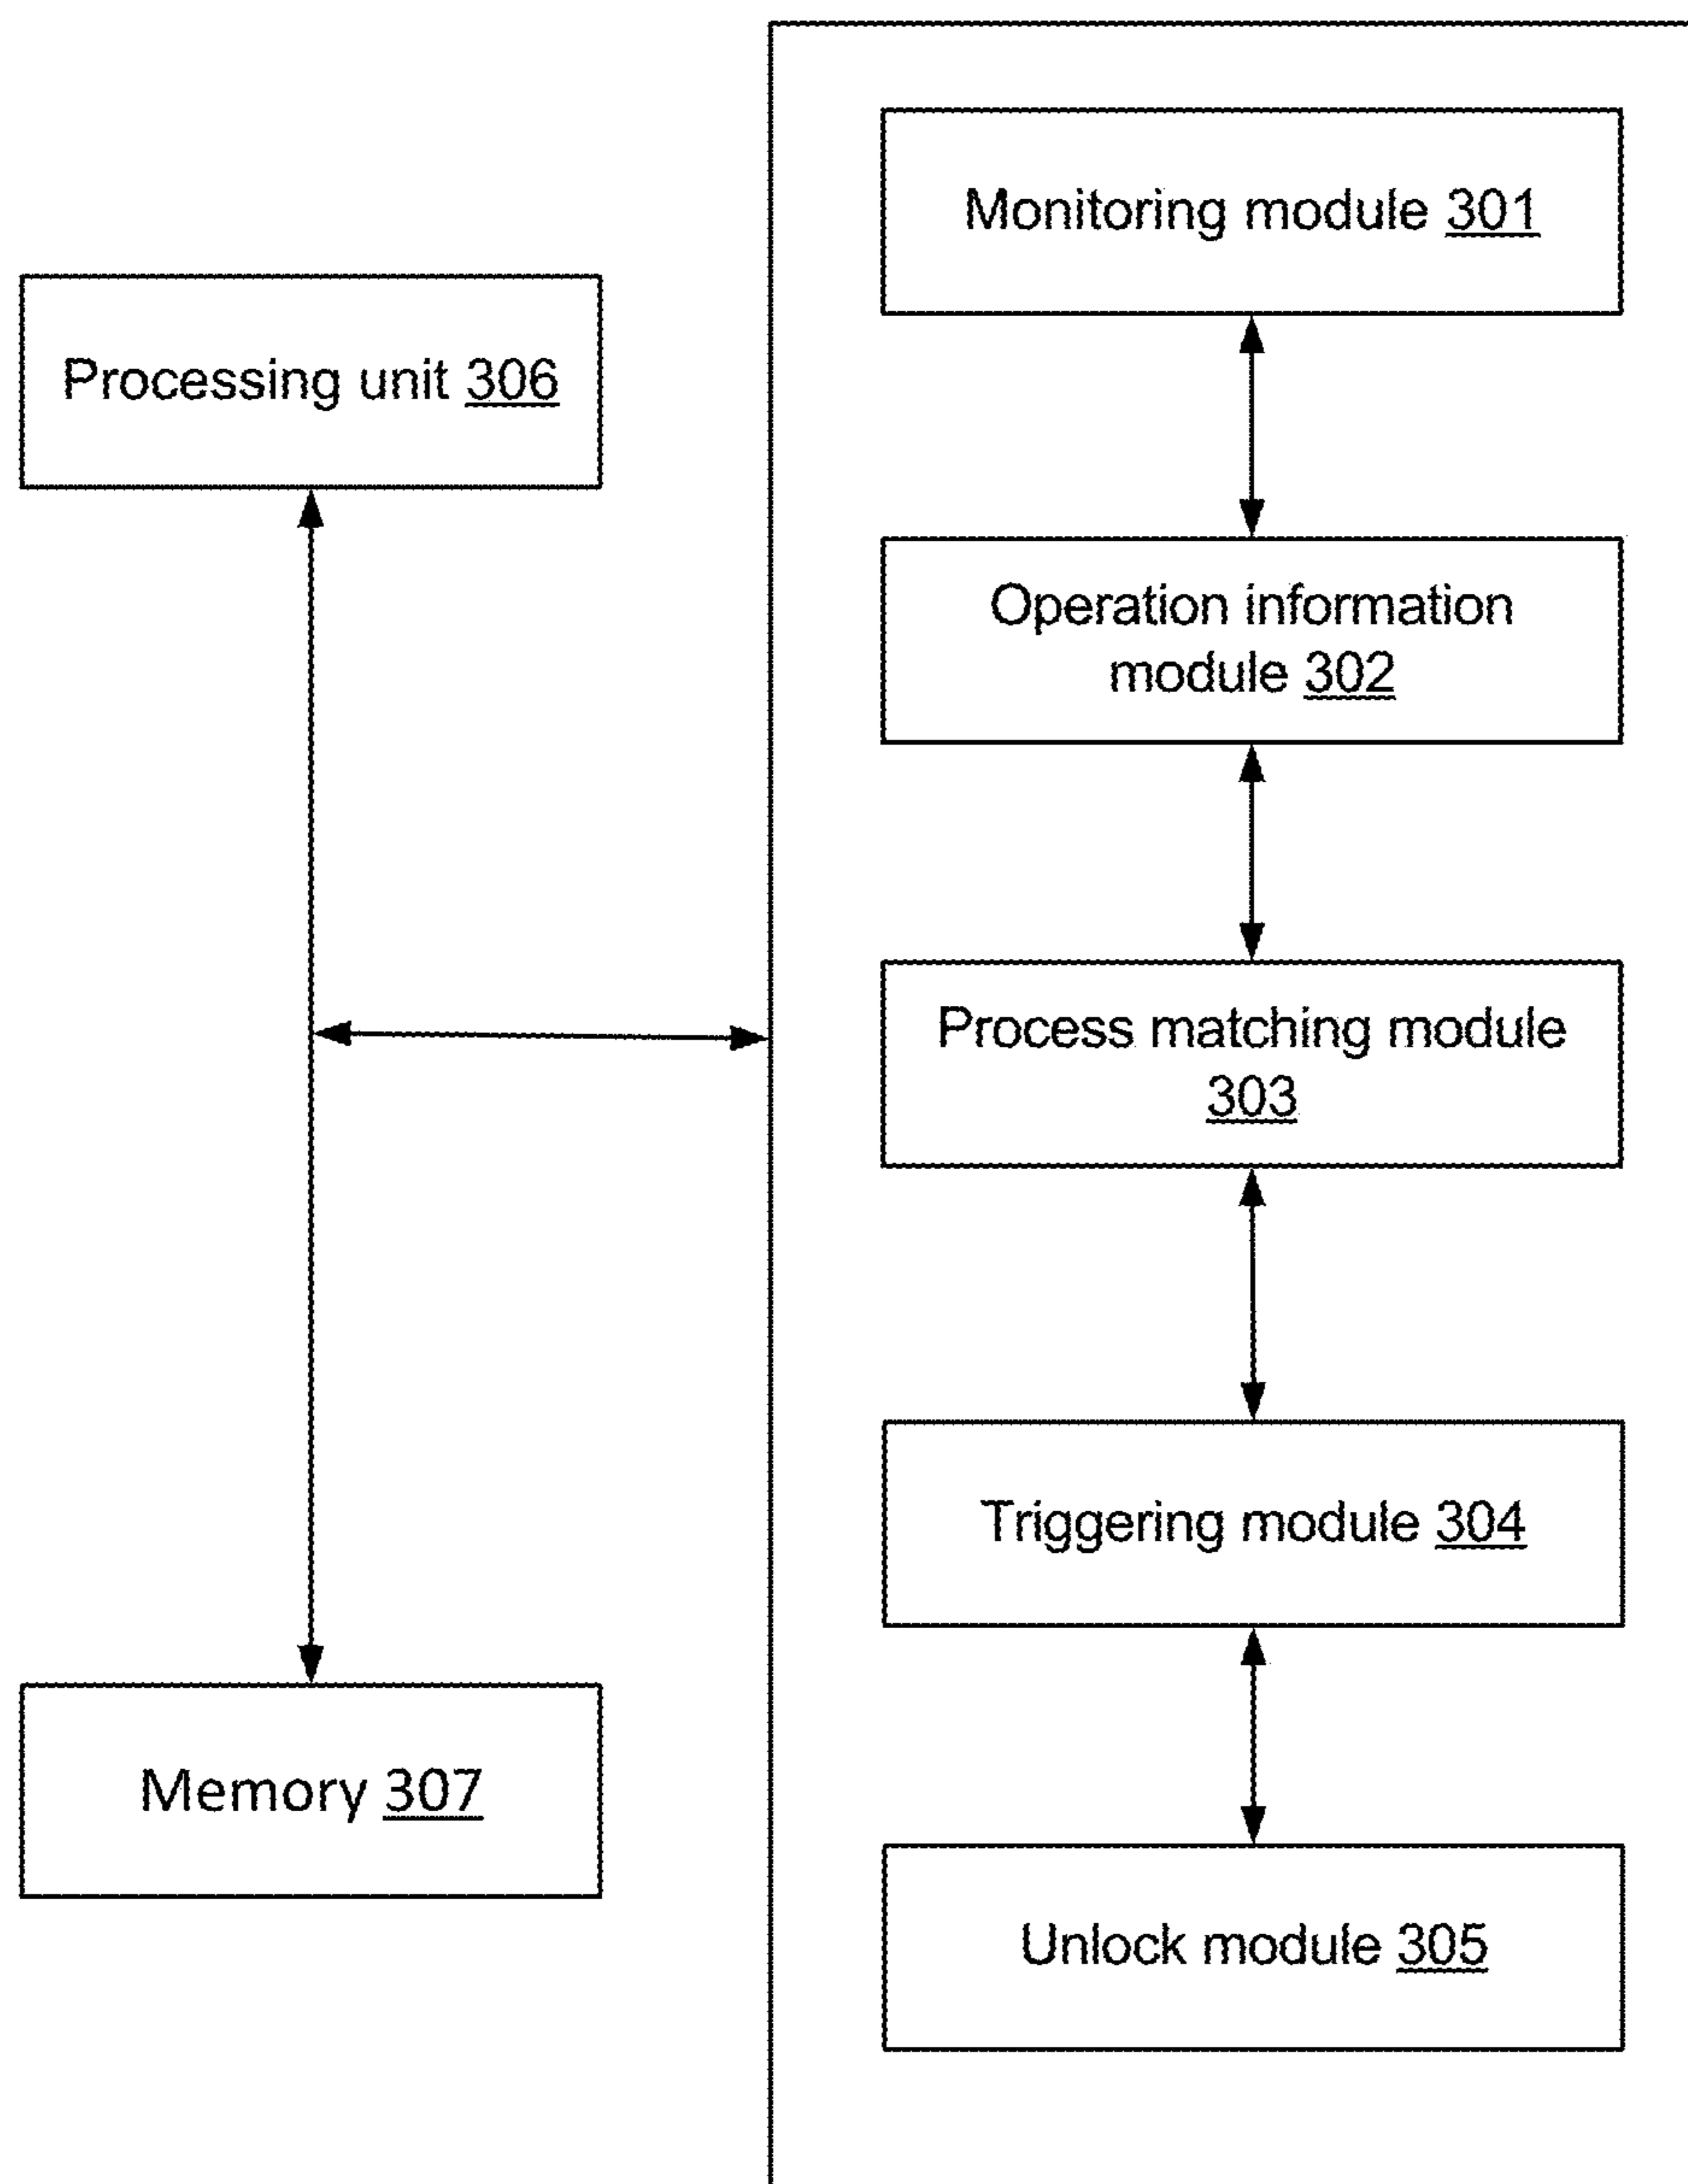 Monitoring module 301
Processing unit 306
Operation information
module 302
Process matching module
303
Triggering module 304
Memory 307
Unlock module 305